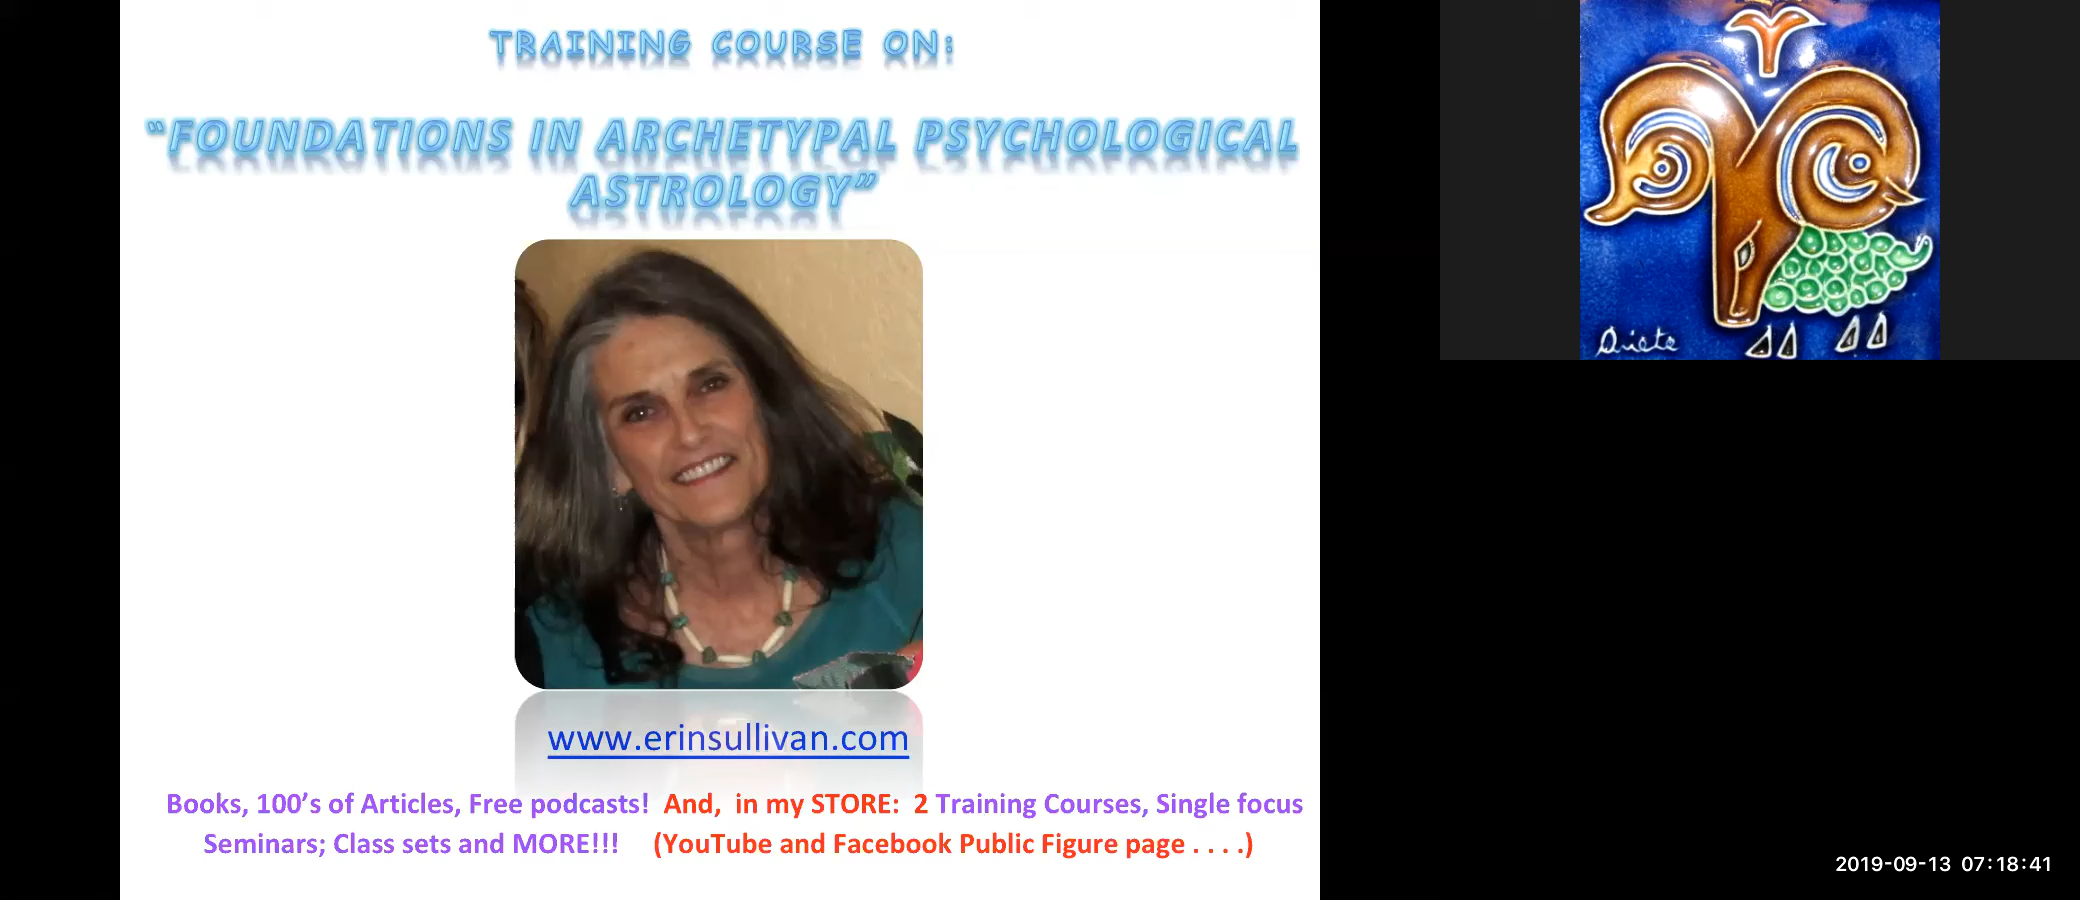 TRAINING COURSE ON:
“FOUNDATIONS IN ARCHETYPAL PSYCHOLOGICAL
ASTROLOGY”
www.erinsullivan.com
Books, 100’s of Articles, Free podcasts! And, in my STORE: 2 Training Courses, Single focus
Seminars; Class sets and MORE!!! (YouTube and Facebook Public Figure page . . . .)
Ariete
2019-09-13 07:18:41